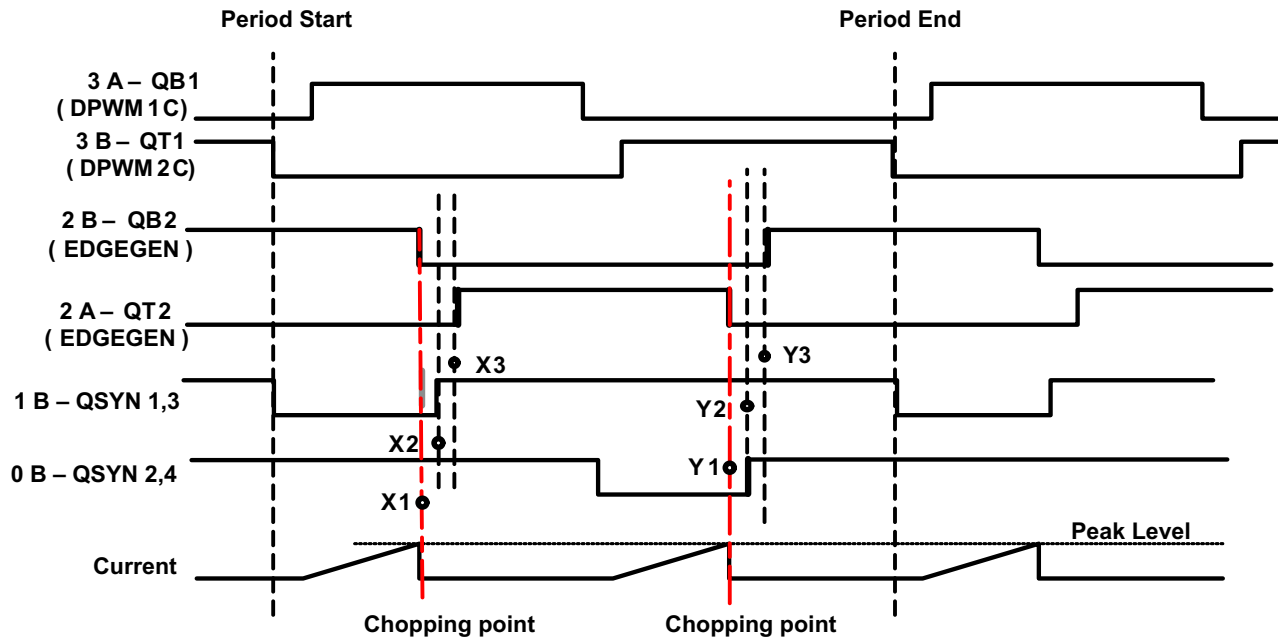 Period Start
Period End
3 A – QB1
( DPWM 1C)
3 B – QT1
( DPWM 2C)
2 B – QB2
( EDGEGEN )
2 A – QT2
( EDGEGEN )
X3
Y3
1 B – QSYN 1,3
Y2
X2
0 B – QSYN 2,4
Y1
X1
Peak Level
Current
Chopping point
Chopping point